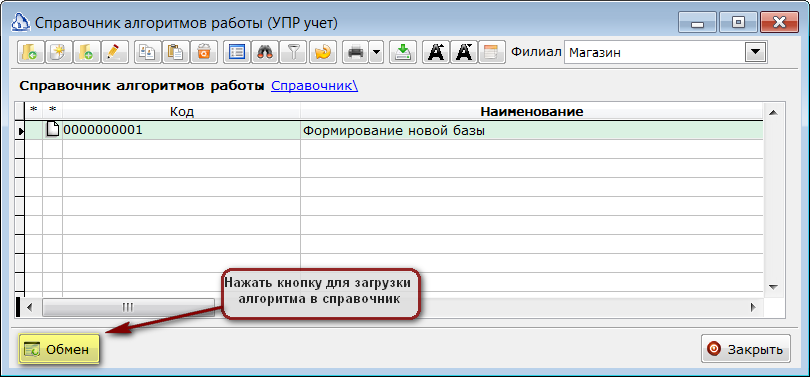 Справочник алгоритмов работы (УПР учет)
Филиал Магазин
Справочник алгоритмов работы Справочник\
* * Код Наименование
0000000001 Формирование новой базы
Нажать кнопку для загрузки
алгоритма в справочник
Обмен Закрыть